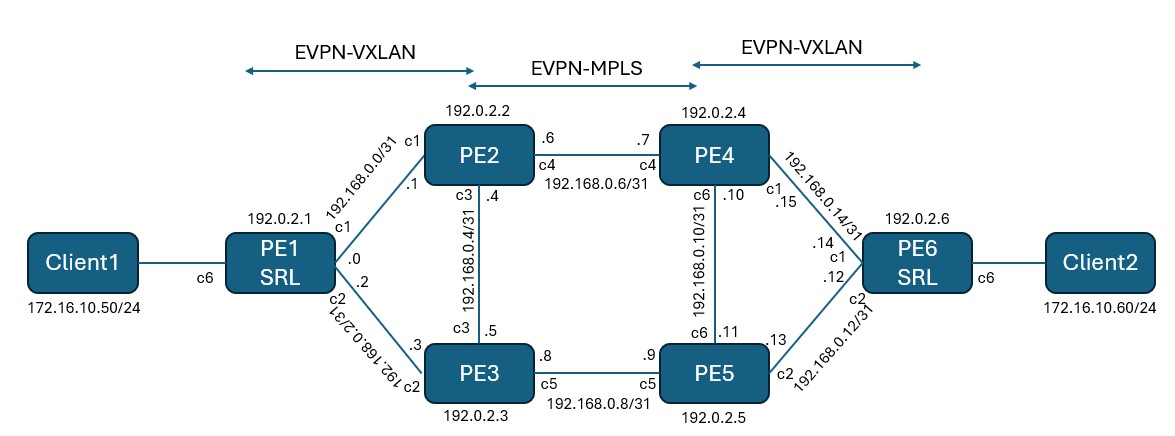 EVPN-VXLAN
EVPN-MPLS
EVPN-VXLAN
192.0.2.2
192.0.2.4
192.168.0.0/31
c1
PE2
.6
.7
PE4
192.168.0.14/31
c4
c4
192.168.0.6/31
.1
c3
.4
c6
.10
c1
.15
192.0.2.1
192.0.2.6
c1
192.168.0.4/31
192.168.0.10/31
.14
c1
Client1
PE1
SRL
.0
.2
.12
PE6
SRL
Client2
c6
c6
172.16.10.50/24
172.16.10.60/24
c2
192.168.0.2/31
c2
192.168.0.12/31
c3
.5
c6
.11
.3
.13
PE3
.8
.9
PE5
c2
c5
c5
c2
192.168.0.8/31
192.0.2.3
192.0.2.5